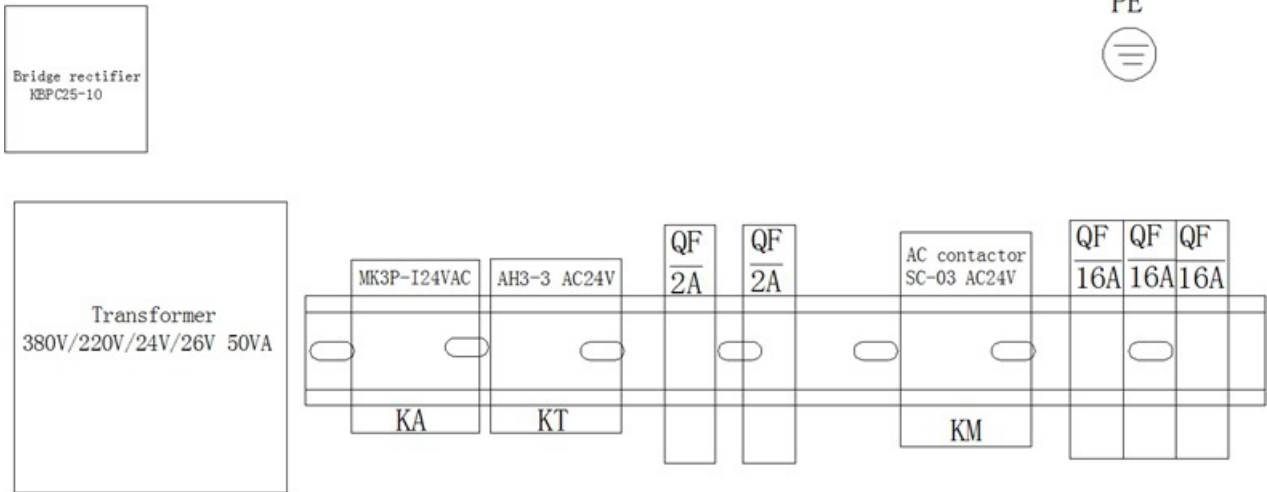 PE
Bridge rectifier
KBPC25-10
Transformer
380V/220V/24V/26V 50VA
MK3P-I24VAC
KA
AH3-3 AC24V
KT
QF
2A
QF
2A
AC contactor
SC-03 AC24V
KM
QF
16A
QF
16A
QF
16A